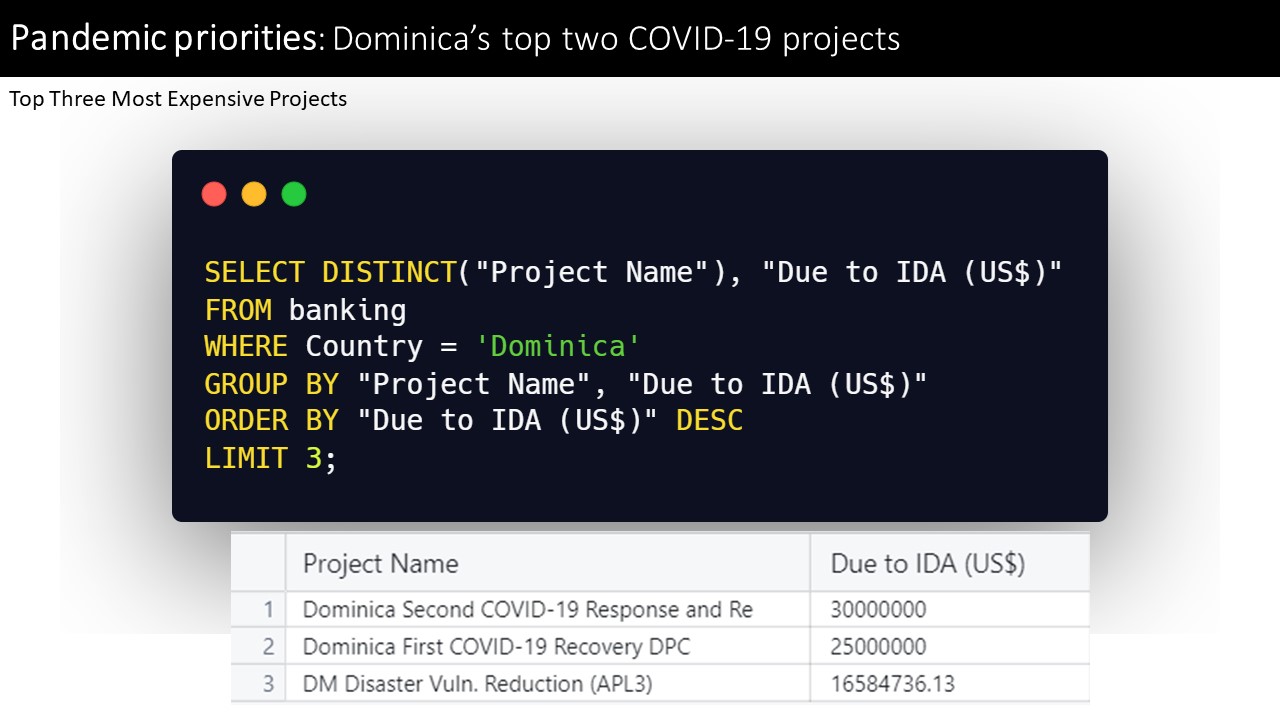 Pandemic priorities: Dominica’s top two COVID-19 projects
Top Three Most Expensive Projects
SELECT DISTINCT("Project Name"), "Due to IDA (US$)"
FROM banking
WHERE Country = 'Dominica'
GROUP BY "Project Name", "Due to IDA (US$)"
ORDER BY "Due to IDA (US$)" DESC
LIMIT 3;
Project Name Due to IDA (US$)
1 Dominica Second COVID-19 Response and Re 30000000
2 Dominica First COVID-19 Recovery DPC 25000000
3 DM Disaster Vuln. Reduction (APL3) 16584736.13